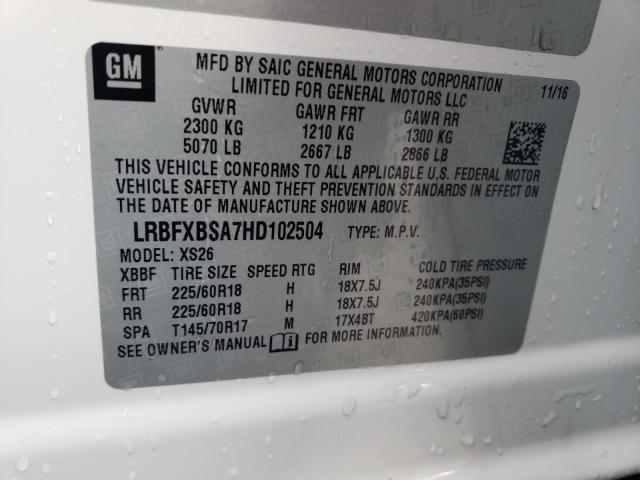 GM
MFD BY SAIC GENERAL MOTORS CORPORATION
LIMITED FOR GENERAL MOTORS LLC
11/16
GVWR GAWR FRT GAWR RR
2300 KG 1210 KG 1300 KG
5070 LB 2667 LB 2866 LB
THIS VEHICLE CONFORMS TO ALL APPLICABLE U.S. FEDERAL MOTOR
VEHICLE SAFETY AND THEFT PREVENTION STANDARDS IN EFFECT ON
THE DATE OF MANUFACTURE SHOWN ABOVE.
LRBFXBSA7HD102504 TYPE: M.P.V.
MODEL: XS26
XBBF TIRE SIZE SPEED RTG RIM COLD TIRE PRESSURE
FRT 225/60R18 H 18X7.5J 240KPA(35PSI)
RR 225/60R18 H 18X7.5J 240KPA(35PSI)
SPA T145/70R17 M 17X4BT 420KPA(60PSI)
SEE OWNER'S MANUAL FOR MORE INFORMATION.